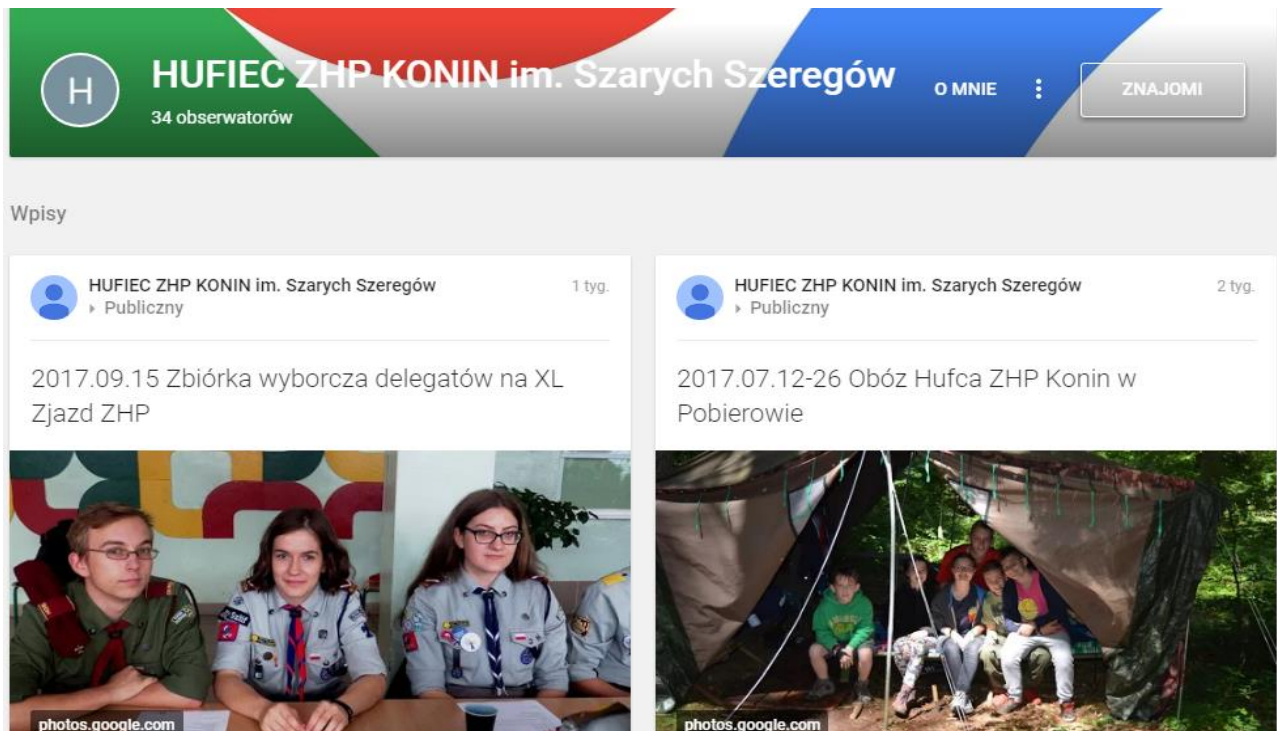 H
HUFIEC ZHP KONIN im. Szarych Szeregów
34 obserwatorów
O MNIE
ZNAJOMI
Wpisy
HUFIEC ZHP KONIN im. Szarych Szeregów
1 tyg.
Publiczny
2017.09.15 Zbiórka wyborcza delegatów na XL
Zjazd ZHP
photos.google.com
HUFIEC ZHP KONIN im. Szarych Szeregów
2 tyg.
Publiczny
2017.07.12-26 Obóz Hufca ZHP Konin w
Pobierowie
photos.google.com